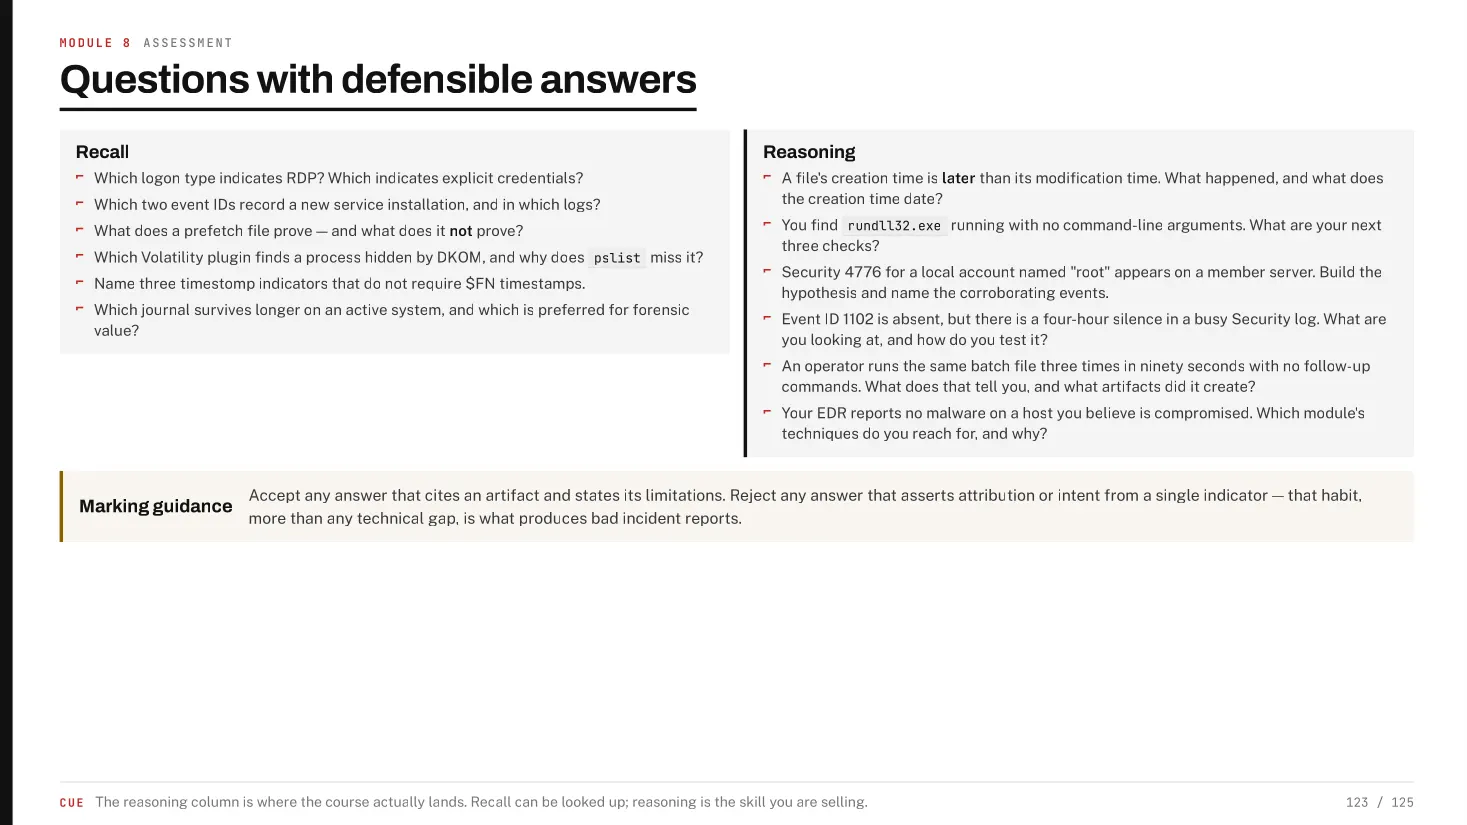 MODULE 8 ASSESSMENT
Questions with defensible answers
Recall
Which logon type indicates RDP? Which indicates explicit credentials?
Which two event IDs record a new service installation, and in which logs?
What does a prefetch file prove — and what does it not prove?
Which Volatility plugin finds a process hidden by DKOM, and why does pslist miss it?
Name three timestomp indicators that do not require $FN timestamps.
Which journal survives longer on an active system, and which is preferred for forensic
value?
Reasoning
A file's creation time is later than its modification time. What happened, and what does
the creation time date?
You find rundll32.exe running with no command-line arguments. What are your next
three checks?
Security 4776 for a local account named "root" appears on a member server. Build the
hypothesis and name the corroborating events.
Event ID 1102 is absent, but there is a four-hour silence in a busy Security log. What are
you looking at, and how do you test it?
An operator runs the same batch file three times in ninety seconds with no follow-up
commands. What does that tell you, and what artifacts did it create?
Your EDR reports no malware on a host you believe is compromised. Which module's
techniques do you reach for, and why?
Marking guidance
Accept any answer that cites an artifact and states its limitations. Reject any answer that asserts attribution or intent from a single indicator — that habit,
more than any technical gap, is what produces bad incident reports.
CUE The reasoning column is where the course actually lands. Recall can be looked up; reasoning is the skill you are selling.
123 / 125